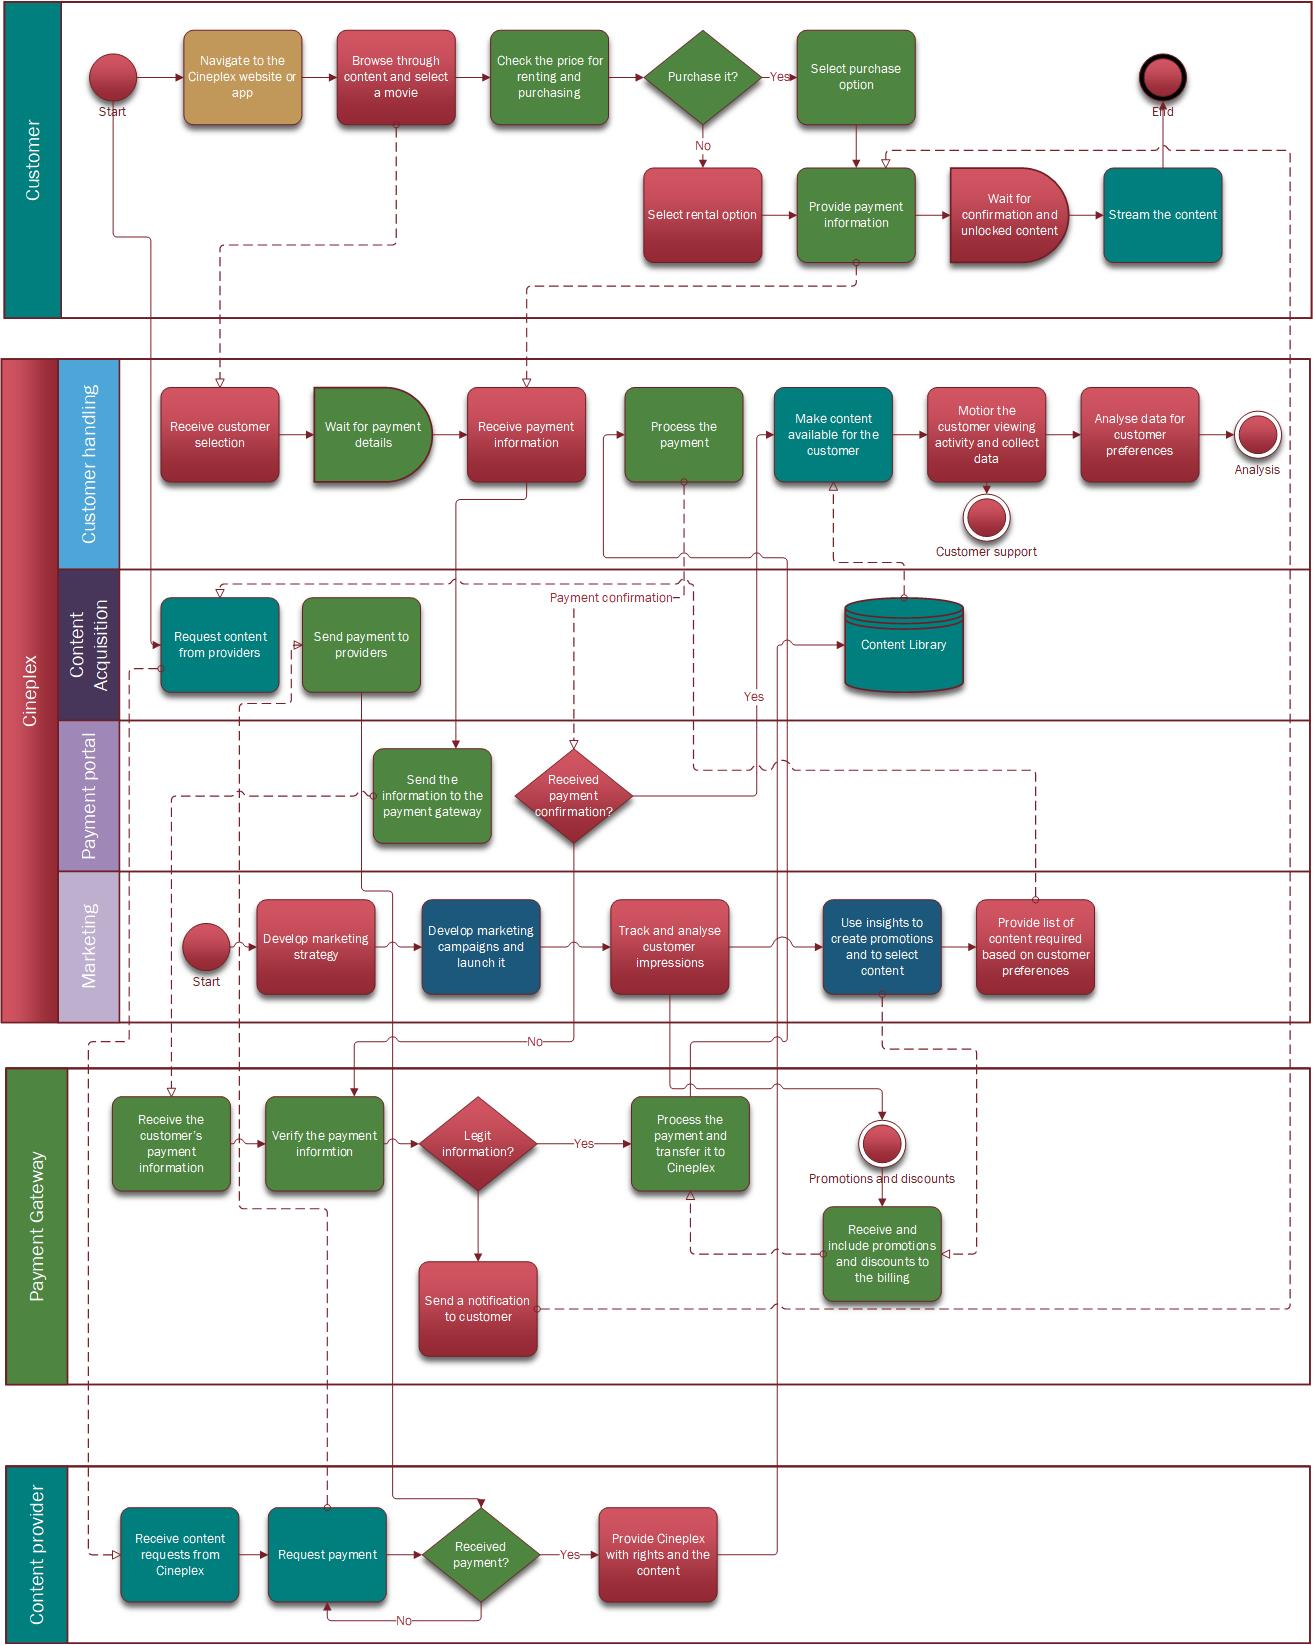 Customer
Start
Navigate to the
Cineplex website or
app
Browse through
content and select
a movie
Check the price for
renting and
purchasing
Purchase it?
Yes
Select purchase
option
End
No
Select rental option
Provide payment
information
Wait for
confirmation and
unlocked content
Stream the content
Cineplex
Customer handling
Receive customer
selection
Wait for payment
details
Receive payment
information
Process the
payment
Make content
available for the
customer
Motior the
customer viewing
activity and collect
data
Analyse data for
customer
preferences
Analysis
Customer support
Content
Acquisition
Request content
from providers
Send payment to
providers
Payment confirmation
Content Library
Yes
Payment portal
Send the
information to the
payment gateway
Received
payment
confirmation?
Marketing
Start
Develop marketing
strategy
Develop marketing
campaigns and
launch it
Track and analyse
customer
impressions
Use insights to
create promotions
and to select
content
Provide list of
content required
based on customer
preferences
No
Payment Gateway
Receive the
customer's
payment
information
Verify the payment
informtion
Legit
information?
Yes
Process the
payment and
transfer it to
Cineplex
Promotions and discounts
Receive and
include promotions
and discounts to
the billing
Send a notification
to customer
Content provider
Receive content
requests from
Cineplex
Request payment
Received
payment?
Yes
Provide Cineplex
with rights and the
content
No